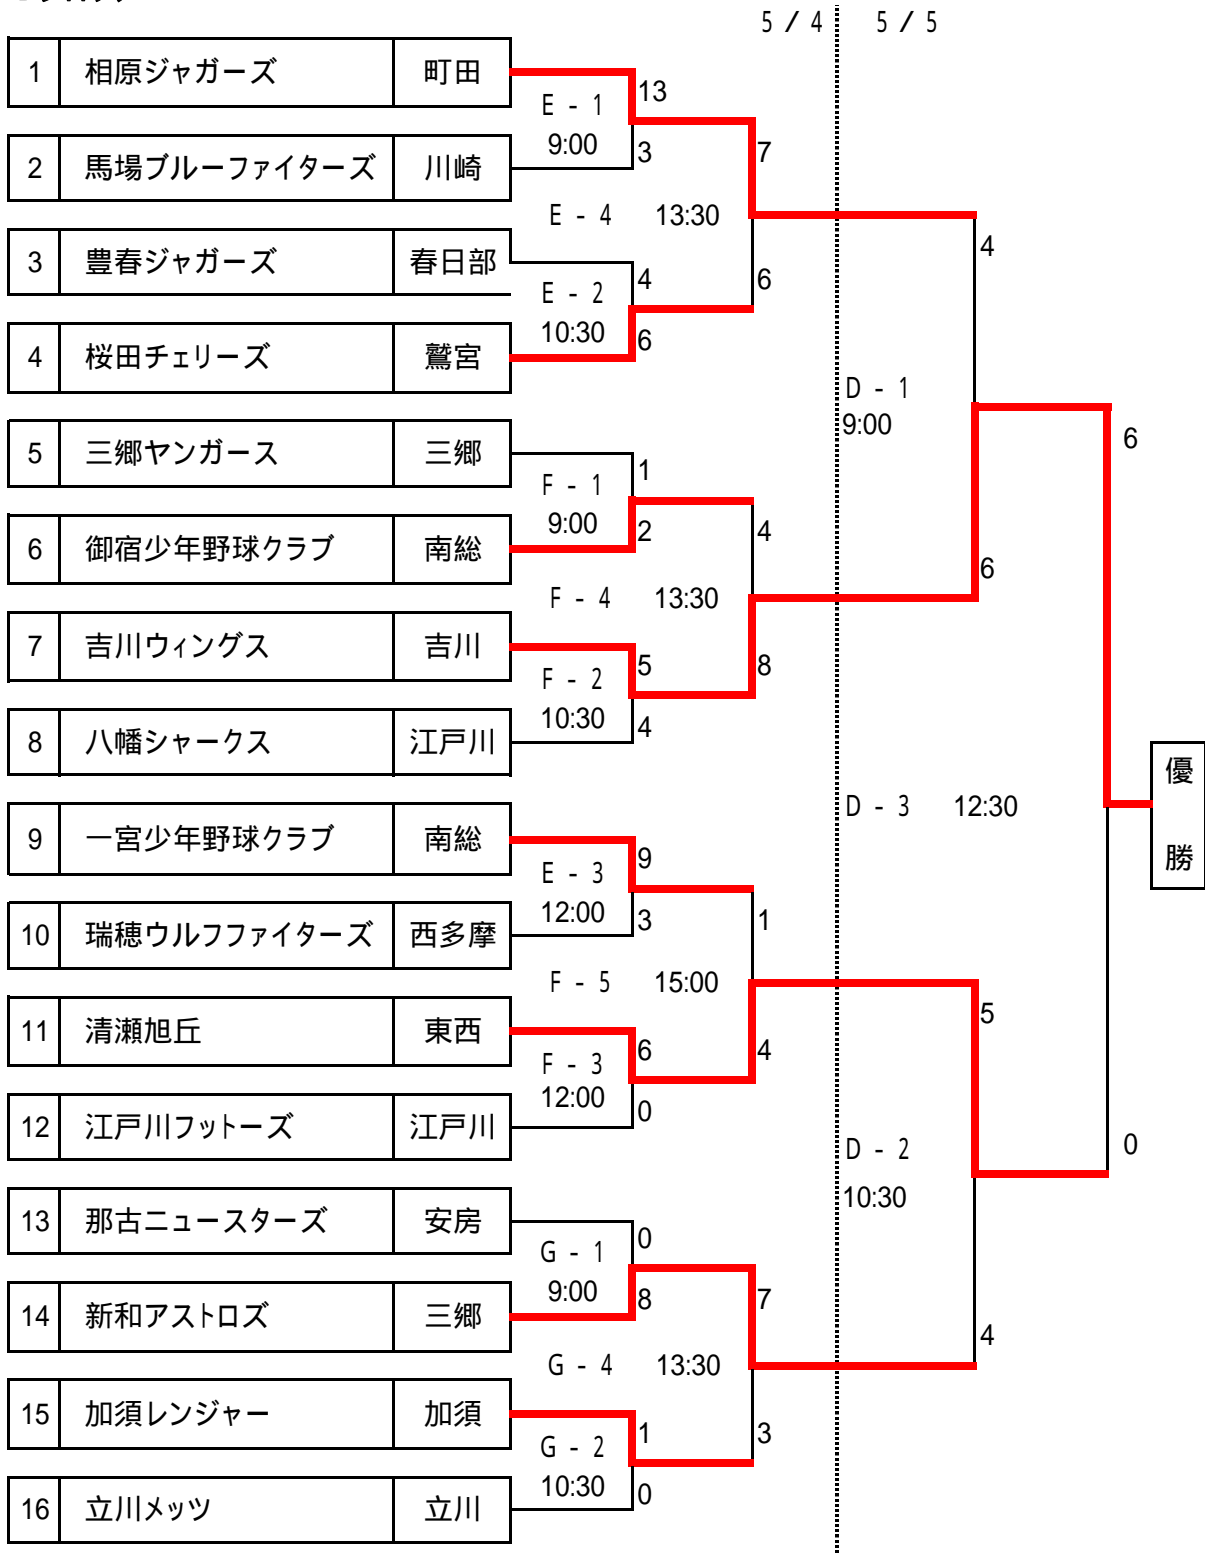 5 / 4 5 / 5
1 相原ジャガーズ 町田
13
E - 1
9:00
3
7
2 馬場ブルーファイターズ 川崎
E - 4 13:30
4
3 豊春ジャガーズ 春日部
4
6
E - 2
10:30
6
4 桜田チェリーズ 鷲宮
D - 1
9:00
6
5 三郷ヤンガース 三郷
1
F - 1
9:00
2
4
6 御宿少年野球クラブ 南総
6
F - 4 13:30
7 吉川ウィングス 吉川
5
8
F - 2
10:30
4
8 八幡シャークス 江戸川
優
勝
D - 3 12:30
9 一宮少年野球クラブ 南総
9
E - 3
12:00
3
1
10 瑞穂ウルフファイターズ 西多摩
F - 5 15:00
5
11 清瀬旭丘 東西
6
4
F - 3
12:00
0
12 江戸川フットーズ 江戸川
0
D - 2
10:30
13 那古ニュースターズ 安房
0
G - 1
9:00
8
7
14 新和アストロズ 三郷
4
G - 4 13:30
15 加須レンジャー 加須
1
3
G - 2
10:30
0
16 立川メッツ 立川